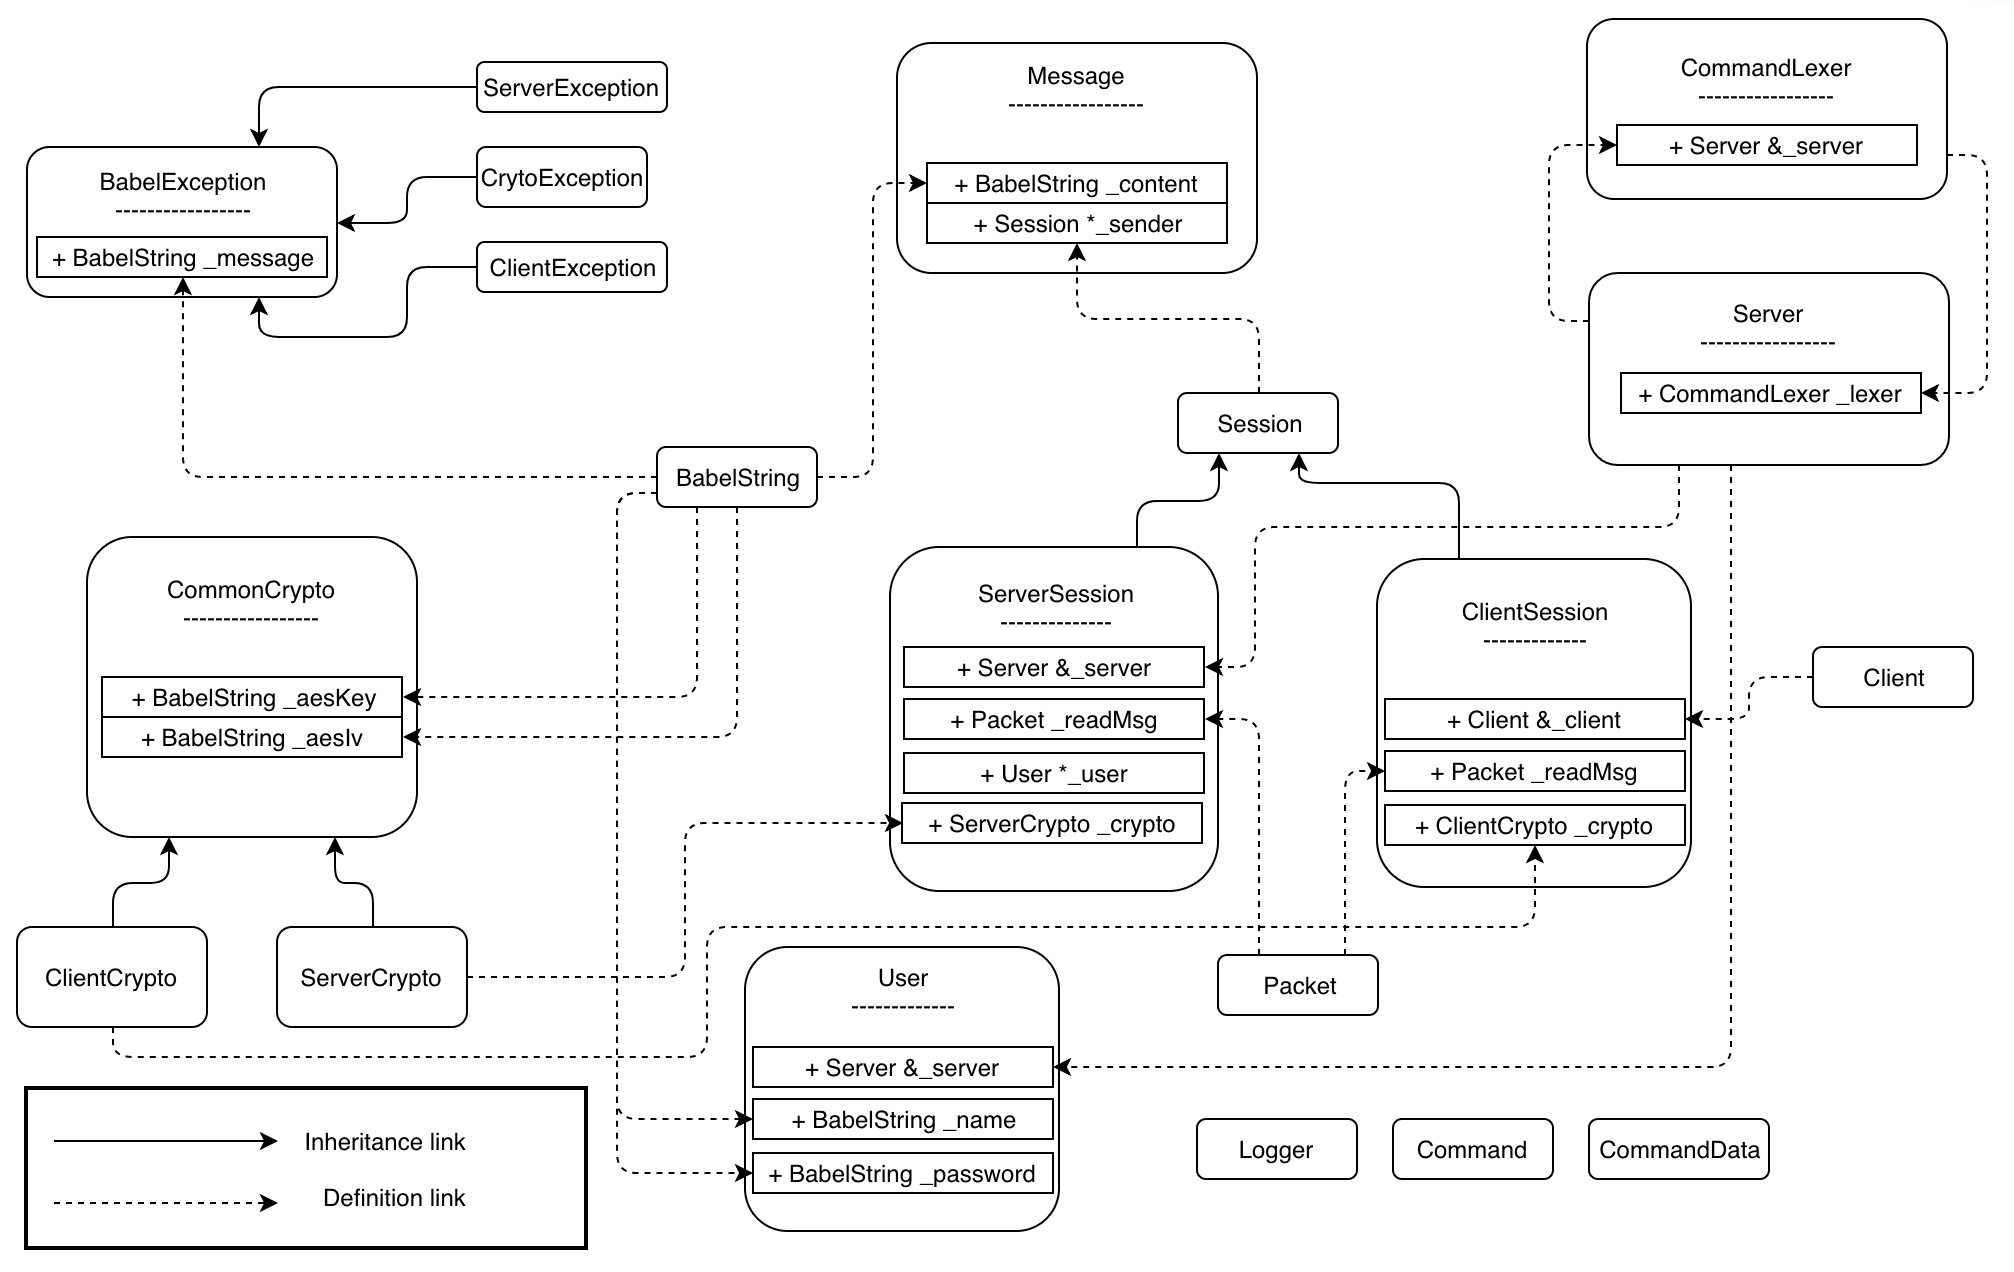 ServerException
CrytoException
ClientException
BabelException
-----------------
+ BabelString _message
Message
-----------------
+ BabelString _content
+ Session *_sender
CommandLexer
-----------------
+ Server &_server
Server
-----------------
+ CommandLexer _lexer
Session
BabelString
CommonCrypto
-----------------
+ BabelString _aesKey
+ BabelString _aesIv
ServerSession
--------------
+ Server &_server
+ Packet _readMsg
+ User *_user
+ ServerCrypto _crypto
ClientSession
-------------
+ Client &_client
+ Packet _readMsg
+ ClientCrypto _crypto
Client
ClientCrypto
ServerCrypto
User
-------------
+ Server &_server
+ BabelString _name
+ BabelString _password
Packet
Inheritance link
Definition link
Logger
Command
CommandData